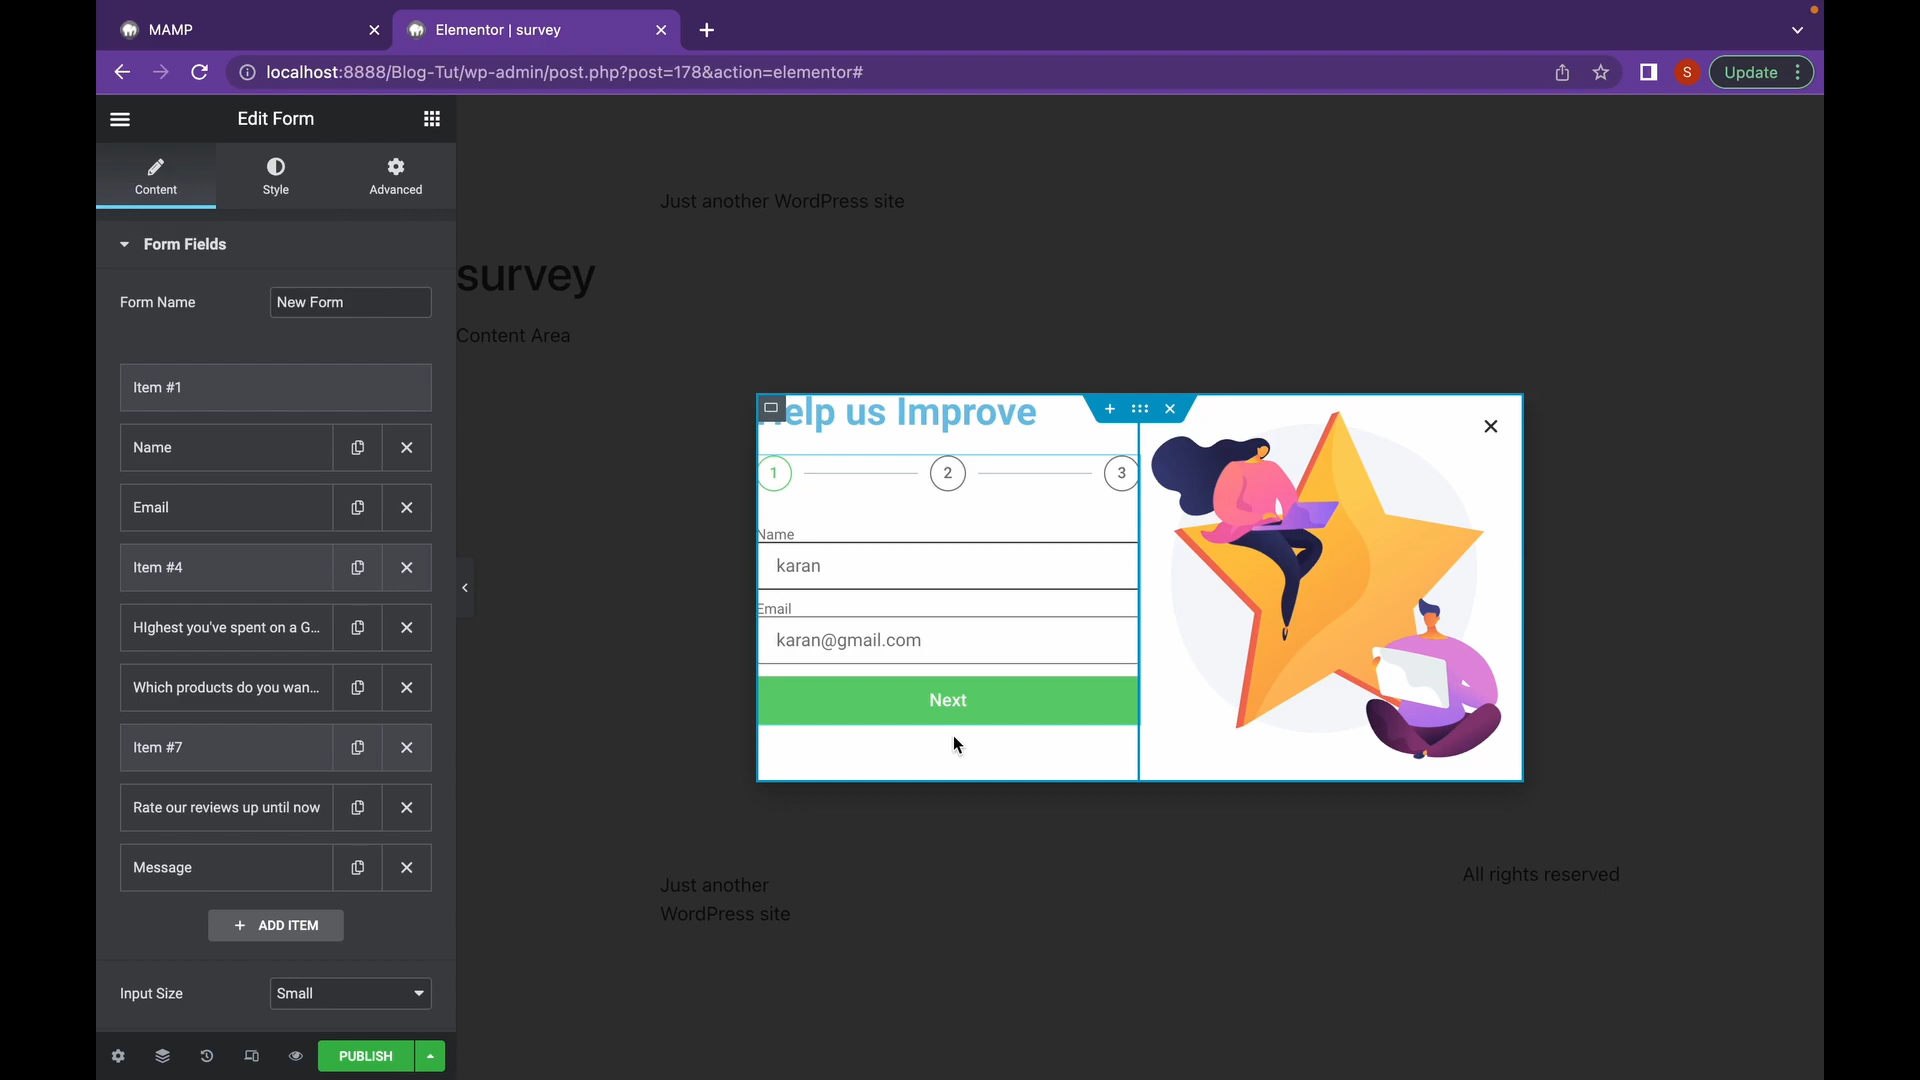 MAMP
Elementor | survey
localhost:8888/Blog-Tut/wp-admin/post.php?post=178&action=elementor#
S
Update
Edit Form
Content
Style
Advanced
Form Fields
Form Name
New Form
Item #1
Name
Email
Item #4
HIghest you've spent on a G...
Which products do you wan...
Item #7
Rate our reviews up until now
Message
+ ADD ITEM
Input Size
Small
PUBLISH
Just another WordPress site
survey
Content Area
elp us Improve
1
2
3
Name
karan
Email
karan@gmail.com
Next
Just another
WordPress site
All rights reserved